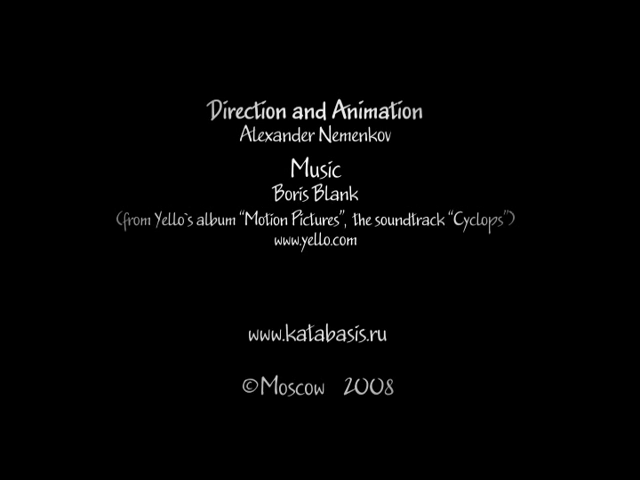 Direction and Animation
Alexander Nemenkov
Music
Boris Blank
(from Yello`s album “Motion Pictures”, the soundtrack “Cyclops”)
www.yello.com
www.katabasis.ru
©Moscow 2008